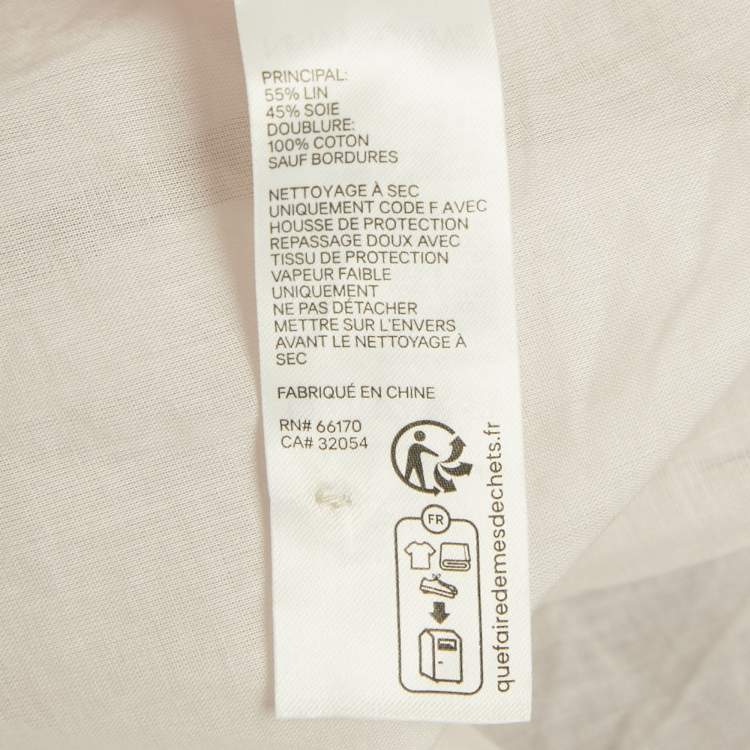 PRINCIPAL:
55% LIN
45% SOIE
DOUBLURE:
100% COTON
SAUF BORDURES
NETTOYAGE À SEC
UNIQUEMENT CODE F AVEC
HOUSSE DE PROTECTION
REPASSAGE DOUX AVEC
TISSU DE PROTECTION
VAPEUR FAIBLE
UNIQUEMENT
NE PAS DÉTACHER
METTRE SUR L'ENVERS
AVANT LE NETTOYAGE À
SEC
FABRIQUÉ EN CHINE
RN# 66170
CA# 32054
FR
quefairedemesdechets.fr